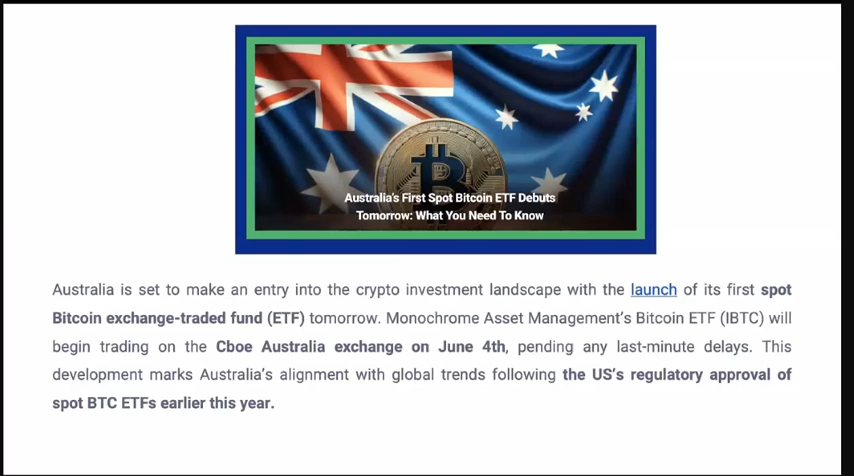 Australia's First Spot Bitcoin ETF Debuts
Tomorrow: What You Need To Know
Australia is set to make an entry into the crypto investment landscape with the launch of its first spot
Bitcoin exchange-traded fund (ETF) tomorrow. Monochrome Asset Management's Bitcoin ETF (IBTC) will
begin trading on the Cboe Australia exchange on June 4th, pending any last-minute delays. This
development marks Australia's alignment with global trends following the US's regulatory approval of
spot BTC ETFs earlier this year.